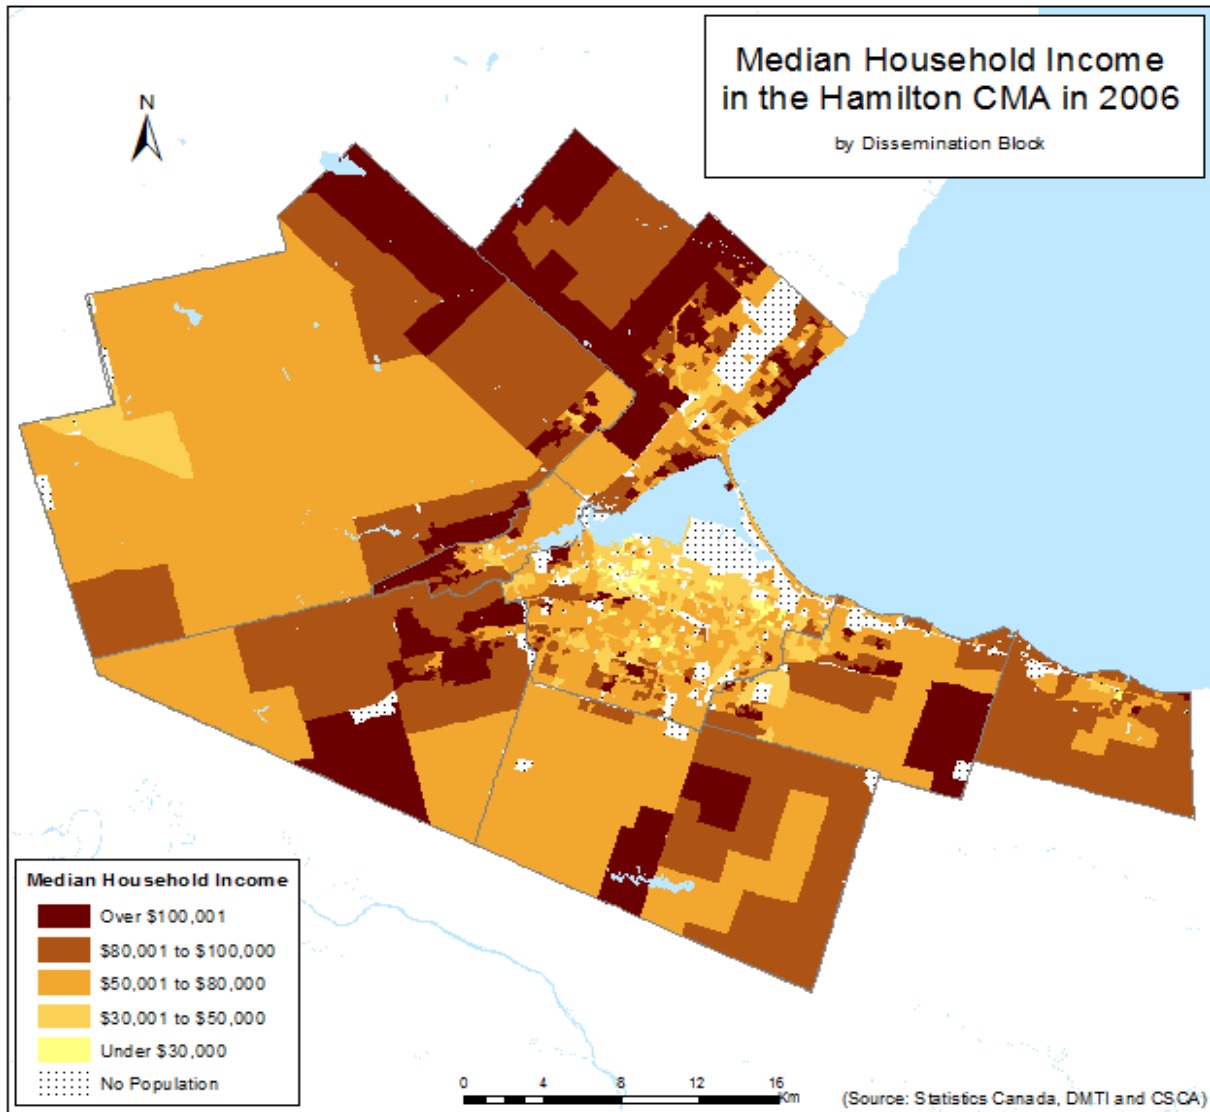 Median Household Income
in the Hamilton CMA in 2006
by Dissemination Block
N
Median Household Income
Over $100,001
$80,001 to $100,000
$50,001 to $80,000
$30,001 to $50,000
Under $30,000
No Population
0 4 8 12 16
Km
(Source: Statistics Canada, DMTI and CSCA)